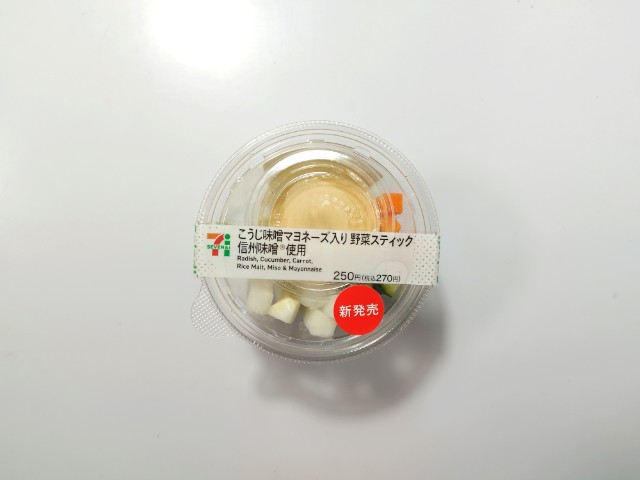 こうじ味噌マヨネーズ入り野菜スティック
信州味噌®使用
Radish, Cucumber, Carrot,
Rice Malt, Miso & Mayonnaise
250円(税込270円)
新発売
7
SEVEN&i